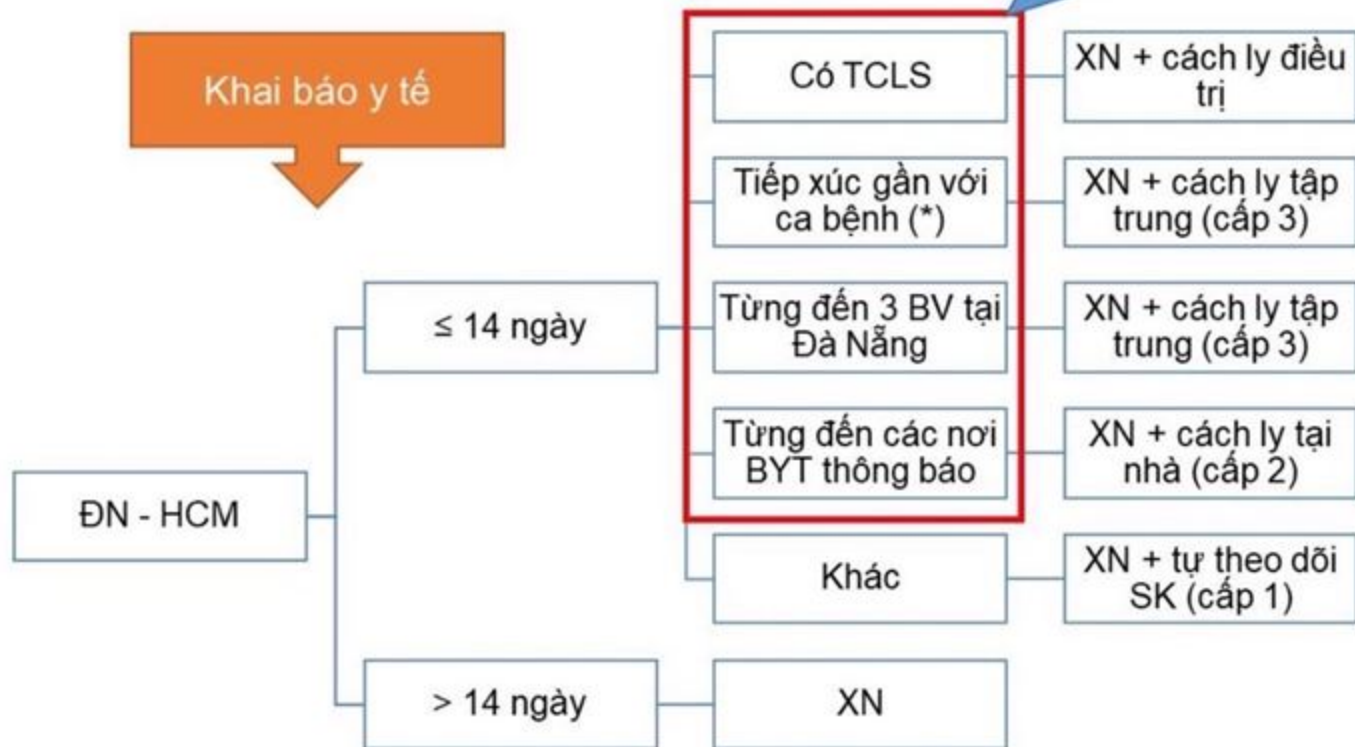 Khai báo y tế
Có TCLS
XN + cách ly điều
trị
Tiếp xúc gần với
ca bệnh (*)
XN + cách ly tập
trung (cấp 3)
≤ 14 ngày
Từng đến 3 BV tại
Đà Nẵng
XN + cách ly tập
trung (cấp 3)
Từng đến các nơi
BYT thông báo
XN + cách ly tại
nhà (cấp 2)
ĐN - HCM
Khác
XN + tự theo dõi
SK (cấp 1)
> 14 ngày
XN